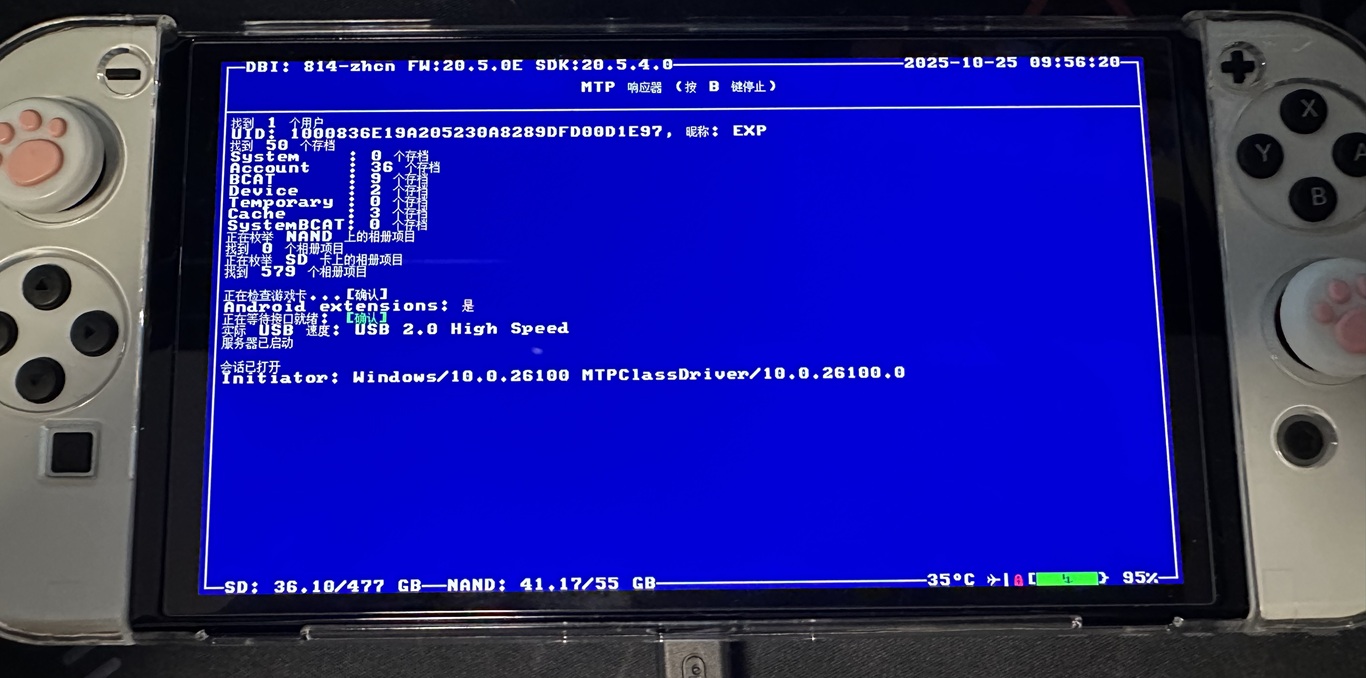 DBI: 814-zhcn FW:20.5.0E SDK:20.5.4.0 2025-10-25 09:56:20
MTP 响应器 (按 B 键停止)
找到 1 个用户
UID: 1000836E19A205230A8289DFD00D1E97, 昵称: EXP
找到 50 个存档
System : 0 个存档
Account : 36 个存档
BCAT : 9 个存档
Device : 2 个存档
Temporary : 0 个存档
Cache : 3 个存档
SystemBCAT: 0 个存档
正在枚举 NAND 上的相册项目
找到 0 个相册项目
正在枚举 SD 卡上的相册项目
找到 579 个相册项目
正在检查游戏卡...[确认]
Android extensions: 是
正在等待接口就绪: [确认]
实际 USB 速度: USB 2.0 High Speed
服务器已启动
会话已打开
Initiator: Windows/10.0.26100 MTPClassDriver/10.0.26100.0
SD: 36.10/477 GB NAND: 41.17/55 GB 35°C 95%
X
Y
A
B